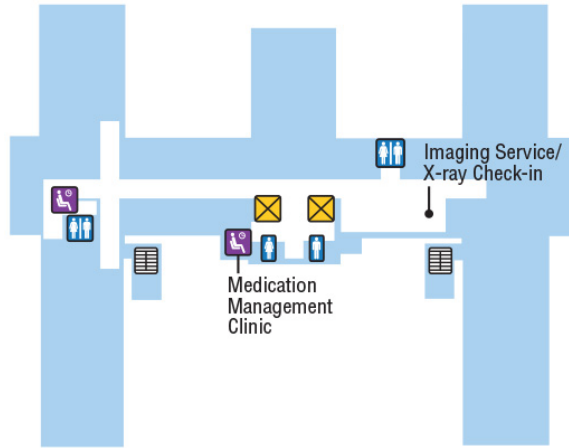 Imaging Service/
X-ray Check-in
Medication
Management
Clinic